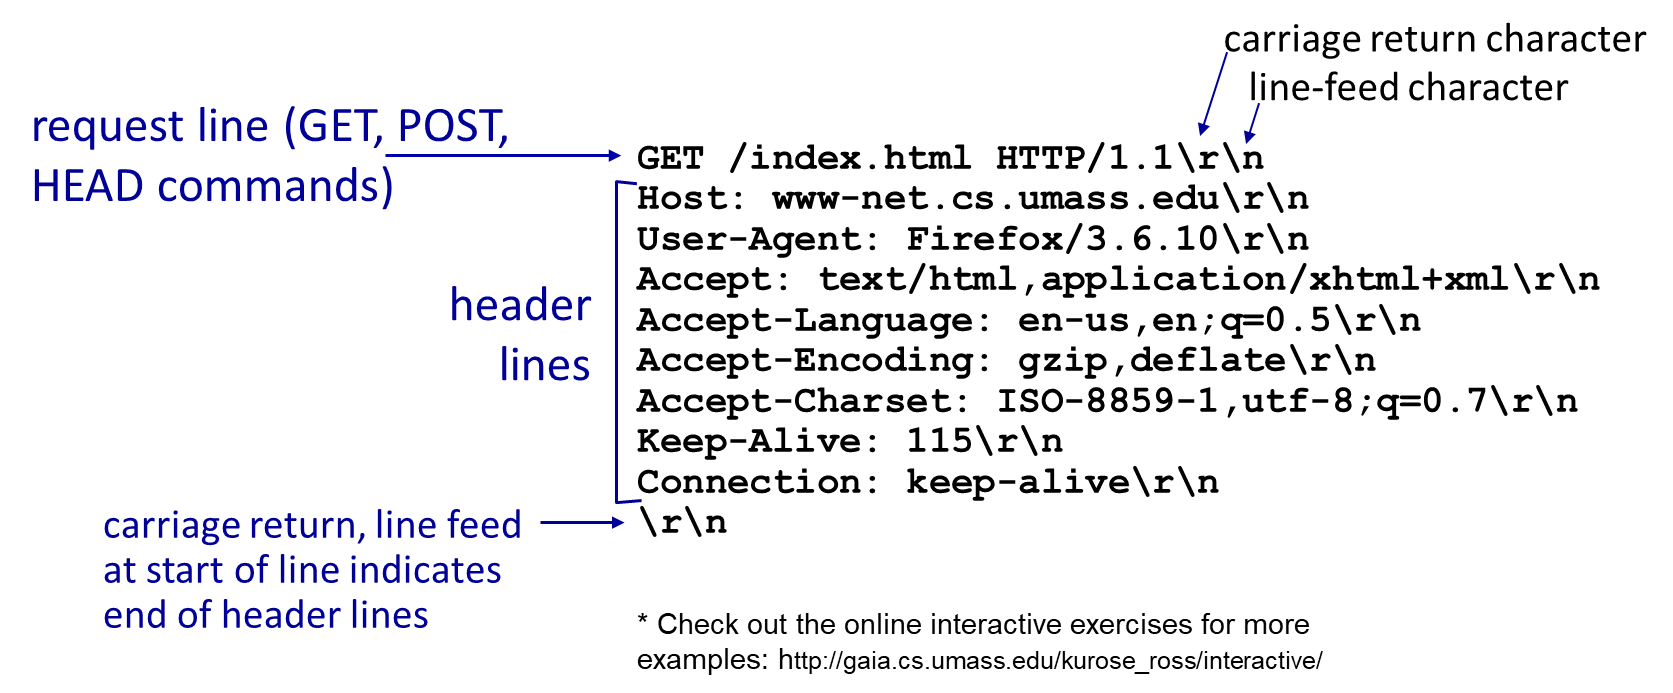 carriage return character
line-feed character
request line (GET, POST,
HEAD commands)
GET /index.html HTTP/1.1\r\n
Host: www-net.cs.umass.edu\r\n
User-Agent: Firefox/3.6.10\r\n
Accept: text/html,application/xhtml+xml\r\n
Accept-Language: en-us,en;q=0.5\r\n
Accept-Encoding: gzip,deflate\r\n
Accept-Charset: ISO-8859-1,utf-8;q=0.7\r\n
Keep-Alive: 115\r\n
Connection: keep-alive\r\n
\r\n
header
lines
carriage return, line feed
at start of line indicates
end of header lines
* Check out the online interactive exercises for more
examples: http://gaia.cs.umass.edu/kurose_ross/interactive/